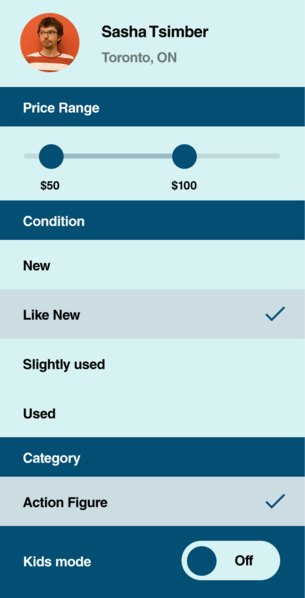 Sasha Tsimber
Toronto, ON
Price Range
$50 $100
Condition
New
Like New
Slightly used
Used
Category
Action Figure
Kids mode Off